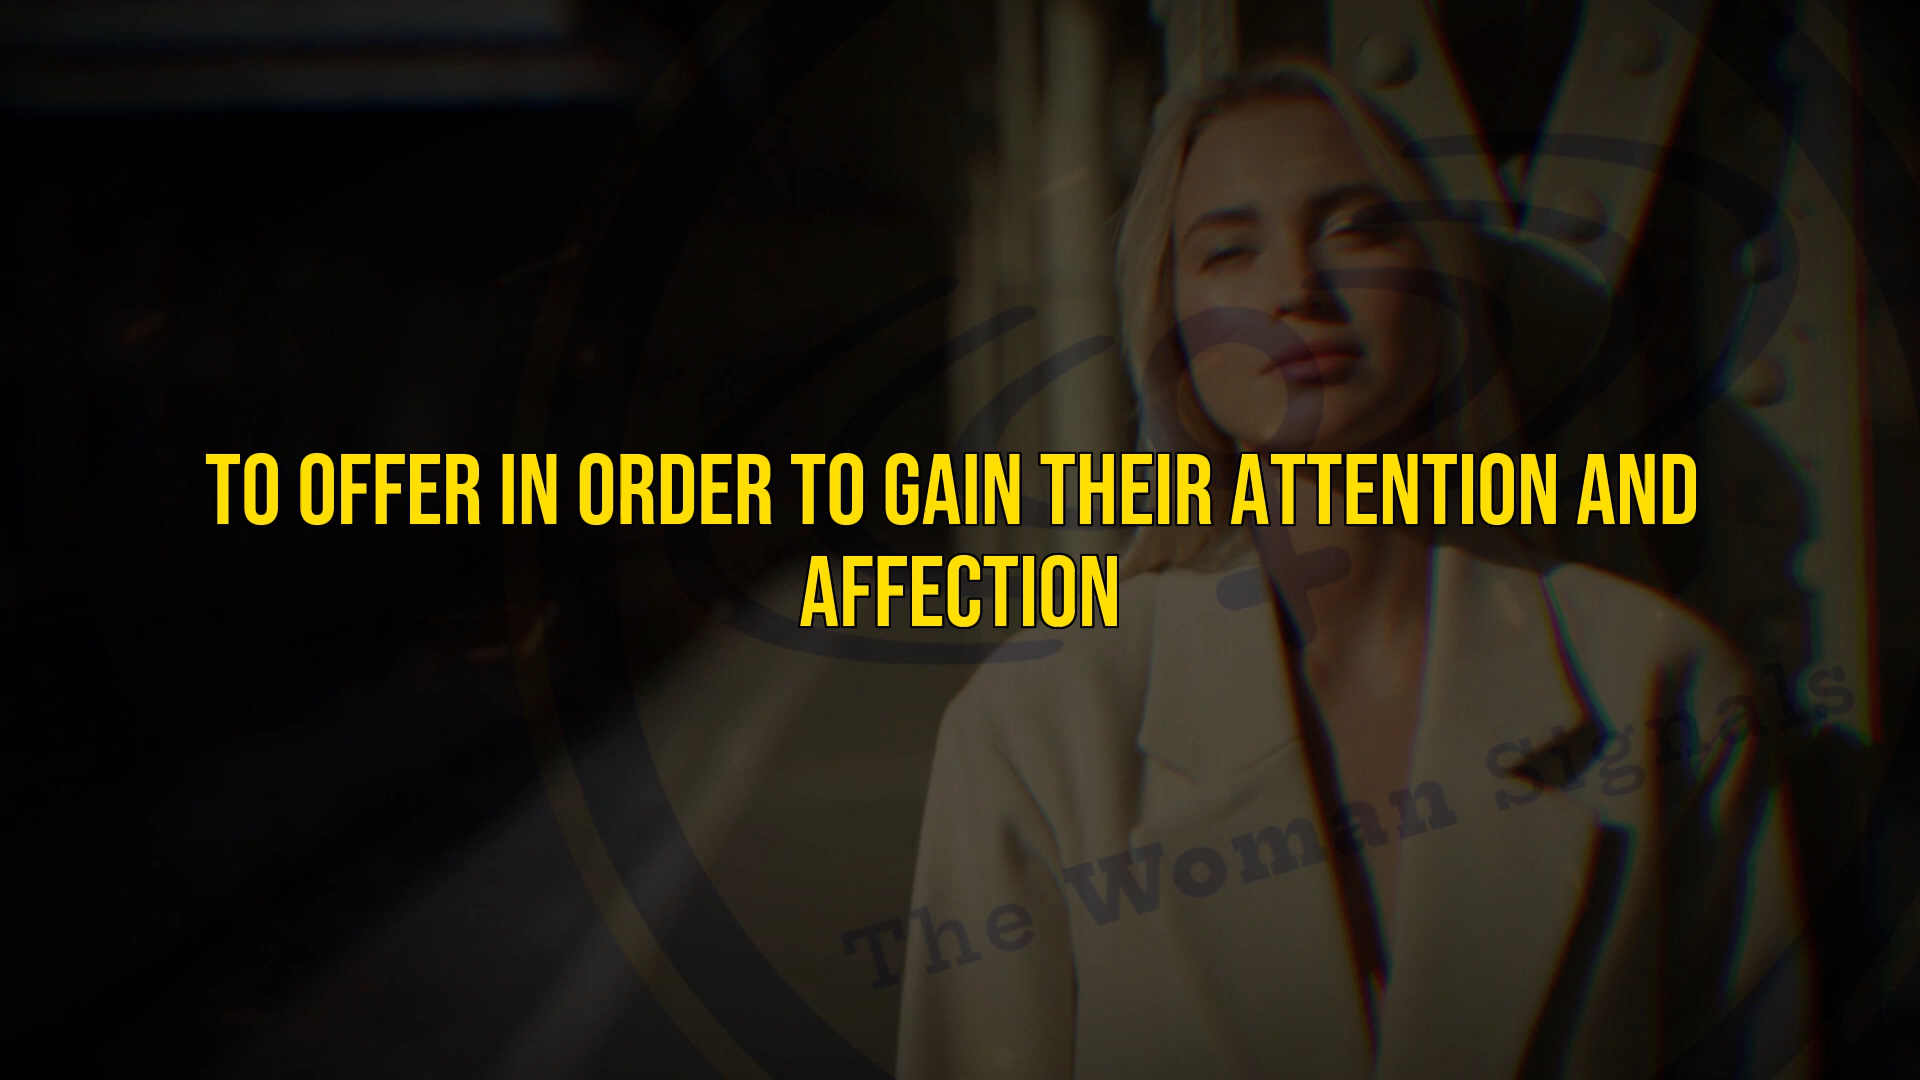 TO OFFER IN ORDER TO GAIN THEIR ATTENTION AND
AFFECTION
The Woman Signals